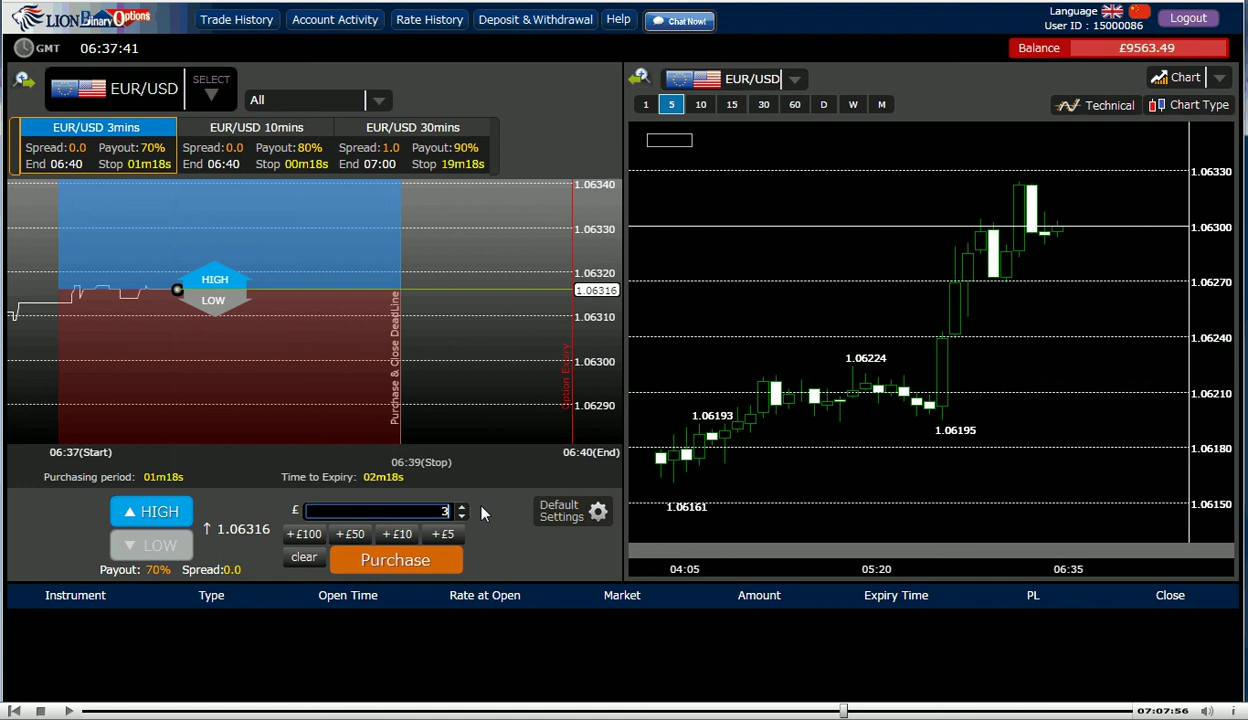 LION Binary Options
Trade History
Account Activity
Rate History
Deposit & Withdrawal
Help
Chat Now!
Language
User ID : 15000086
Logout
GMT 06:37:41
Balance £9563.49
EUR/USD
SELECT
All
EUR/USD 3mins
Spread:0.0 Payout:70%
End 06:40 Stop 01m18s
EUR/USD 10mins
Spread:0.0 Payout:80%
End 06:40 Stop 00m18s
EUR/USD 30mins
Spread:1.0 Payout:90%
End 07:00 Stop 19m18s
1.06340
1.06330
1.06320
1.06316
1.06310
1.06300
1.06290
HIGH
LOW
Purchase & Close DeadLine
Option Expiry
06:37(Start)
06:39(Stop)
06:40(End)
Purchasing period: 01m18s
Time to Expiry: 02m18s
HIGH
LOW
1.06316
Payout: 70% Spread:0.0
£ 3
+£100 +£50 +£10 +£5
clear
Purchase
Default
Settings
EUR/USD
Chart
1 5 10 15 30 60 D W M
Technical
Chart Type
1.06330
1.06300
1.06270
1.06240
1.06210
1.06180
1.06150
1.06224
1.06193
1.06195
1.06161
04:05 05:20 06:35
Instrument Type Open Time Rate at Open Market Amount Expiry Time PL Close
07:07:56